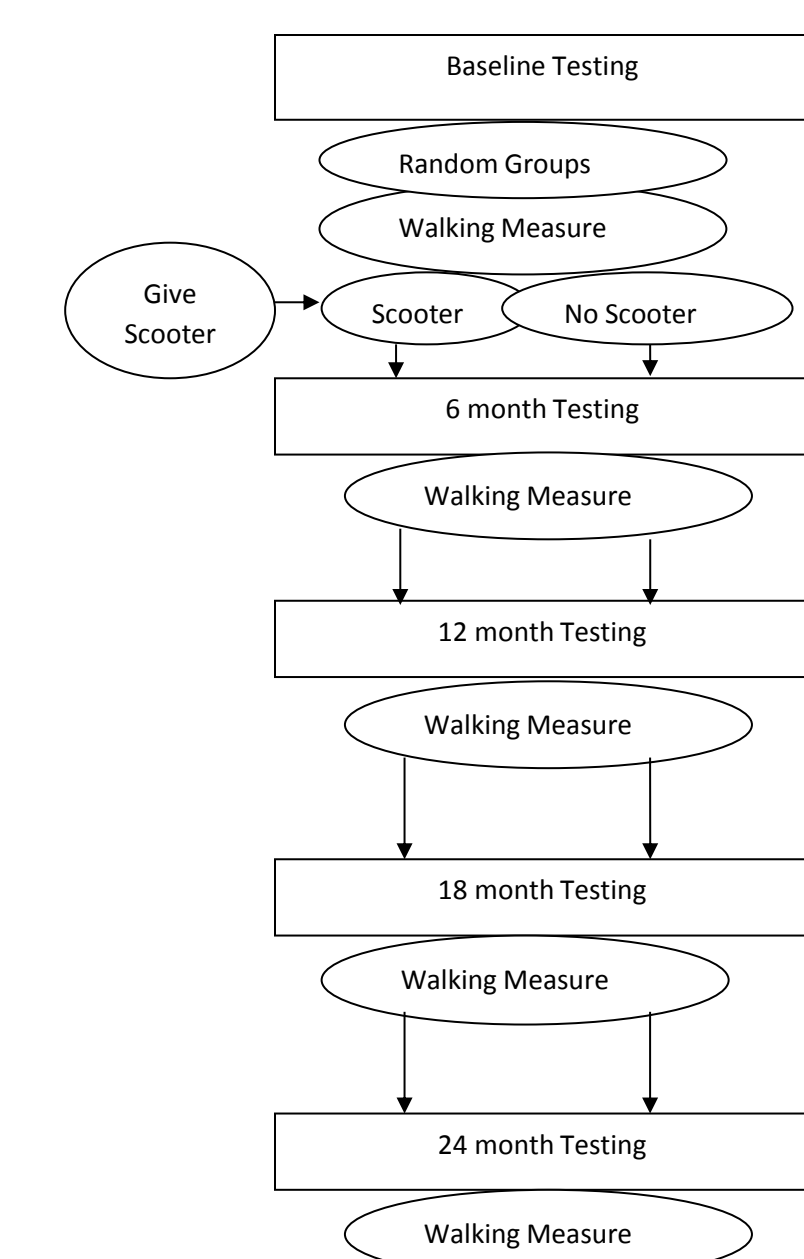 Baseline Testing
Random Groups
Walking Measure
Give
Scooter
Scooter
No Scooter
6 month Testing
Walking Measure
12 month Testing
Walking Measure
18 month Testing
Walking Measure
24 month Testing
Walking Measure